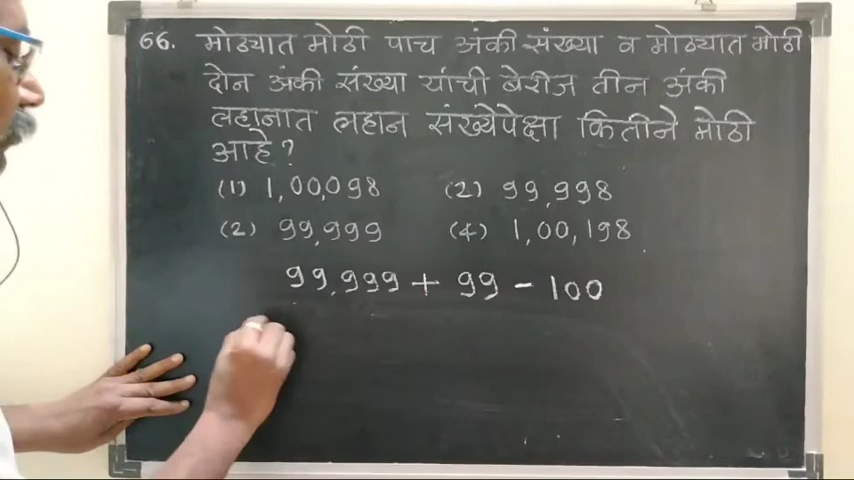 66. मोठ्यात मोठी पाच अंकी संख्या व मोठ्यात मोठी
दोन अंकी संख्या यांची बेरीज तीन अंकी
लहानात लहान संख्येपेक्षा कितीने मोठी
आहे?
(1) 1,00,098 (2) 99,998
(2) 99,999 (4) 1,00,198
99,999 + 99 - 100